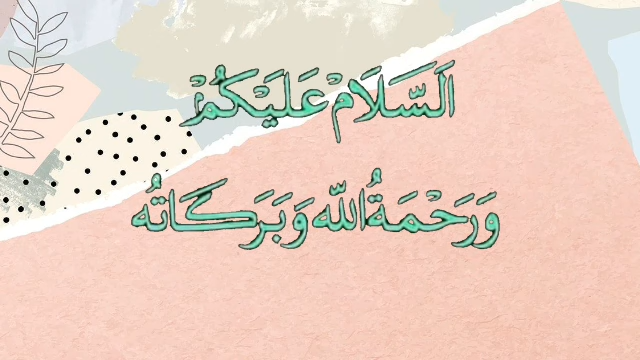 اَلسَّلَامْ عَلَيْكُمْ
وَرَحْمَةُ اللّٰه وَبَرَكَاتُه